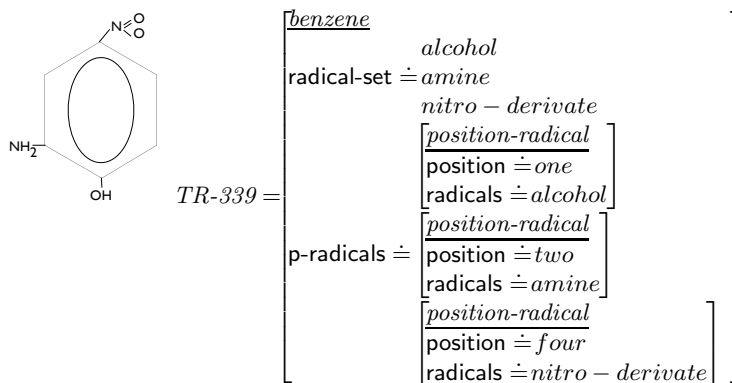 N
O
O
NH2
OH
TR-339 =
benzene
alcohol
radical-set ≐ amine
nitro − derivate
position-radical
position ≐ one
radicals ≐ alcohol
position-radical
p-radicals ≐ position ≐ two
radicals ≐ amine
position-radical
position ≐ four
radicals ≐ nitro − derivate